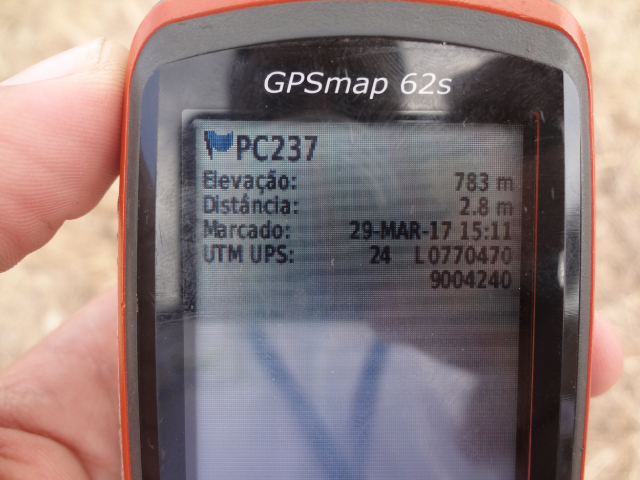 GPSmap 62s
PC237
Elevação: 783 m
Distância: 2.8 m
Marcado: 29-MAR-17 15:11
UTM UPS: 24 L 0770470
9004240